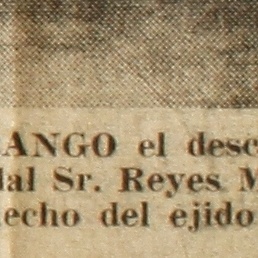 ANGO el desc
dal Sr. Reyes M
echo del ejido